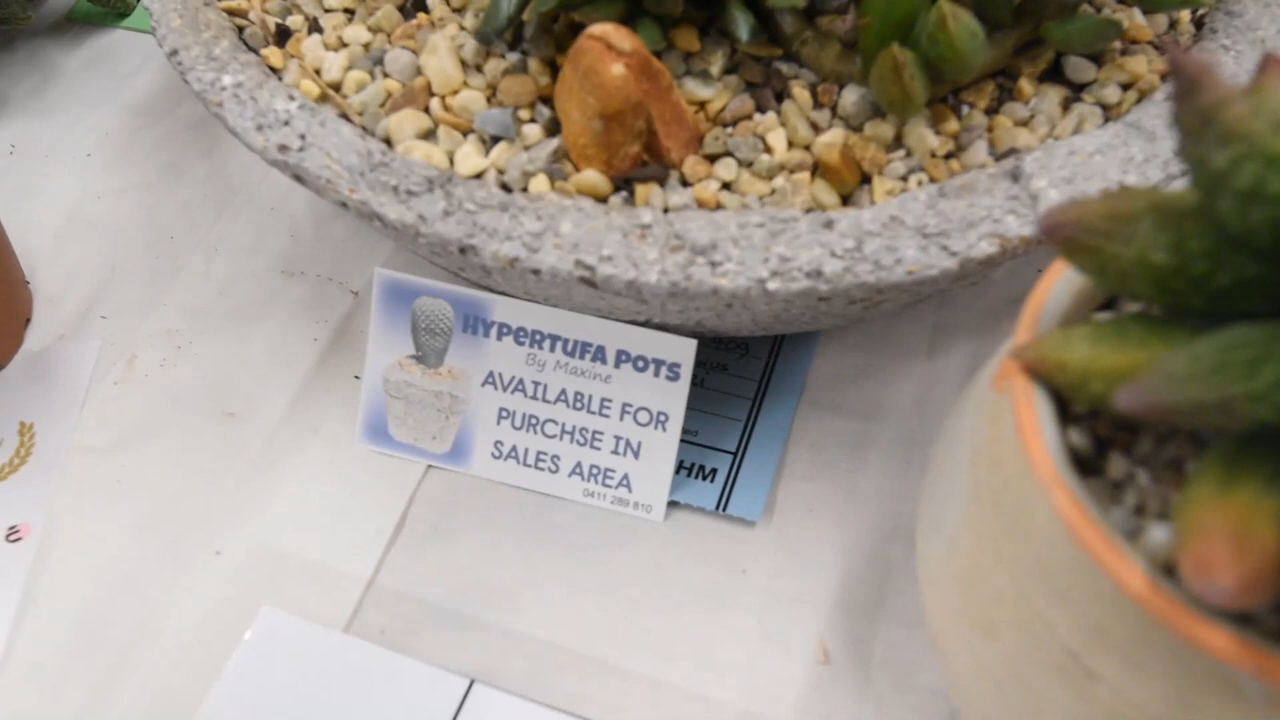 HYPERTUFA POTS
By Maxine
AVAILABLE FOR
PURCHSE IN
SALES AREA
0411 289 810
HM